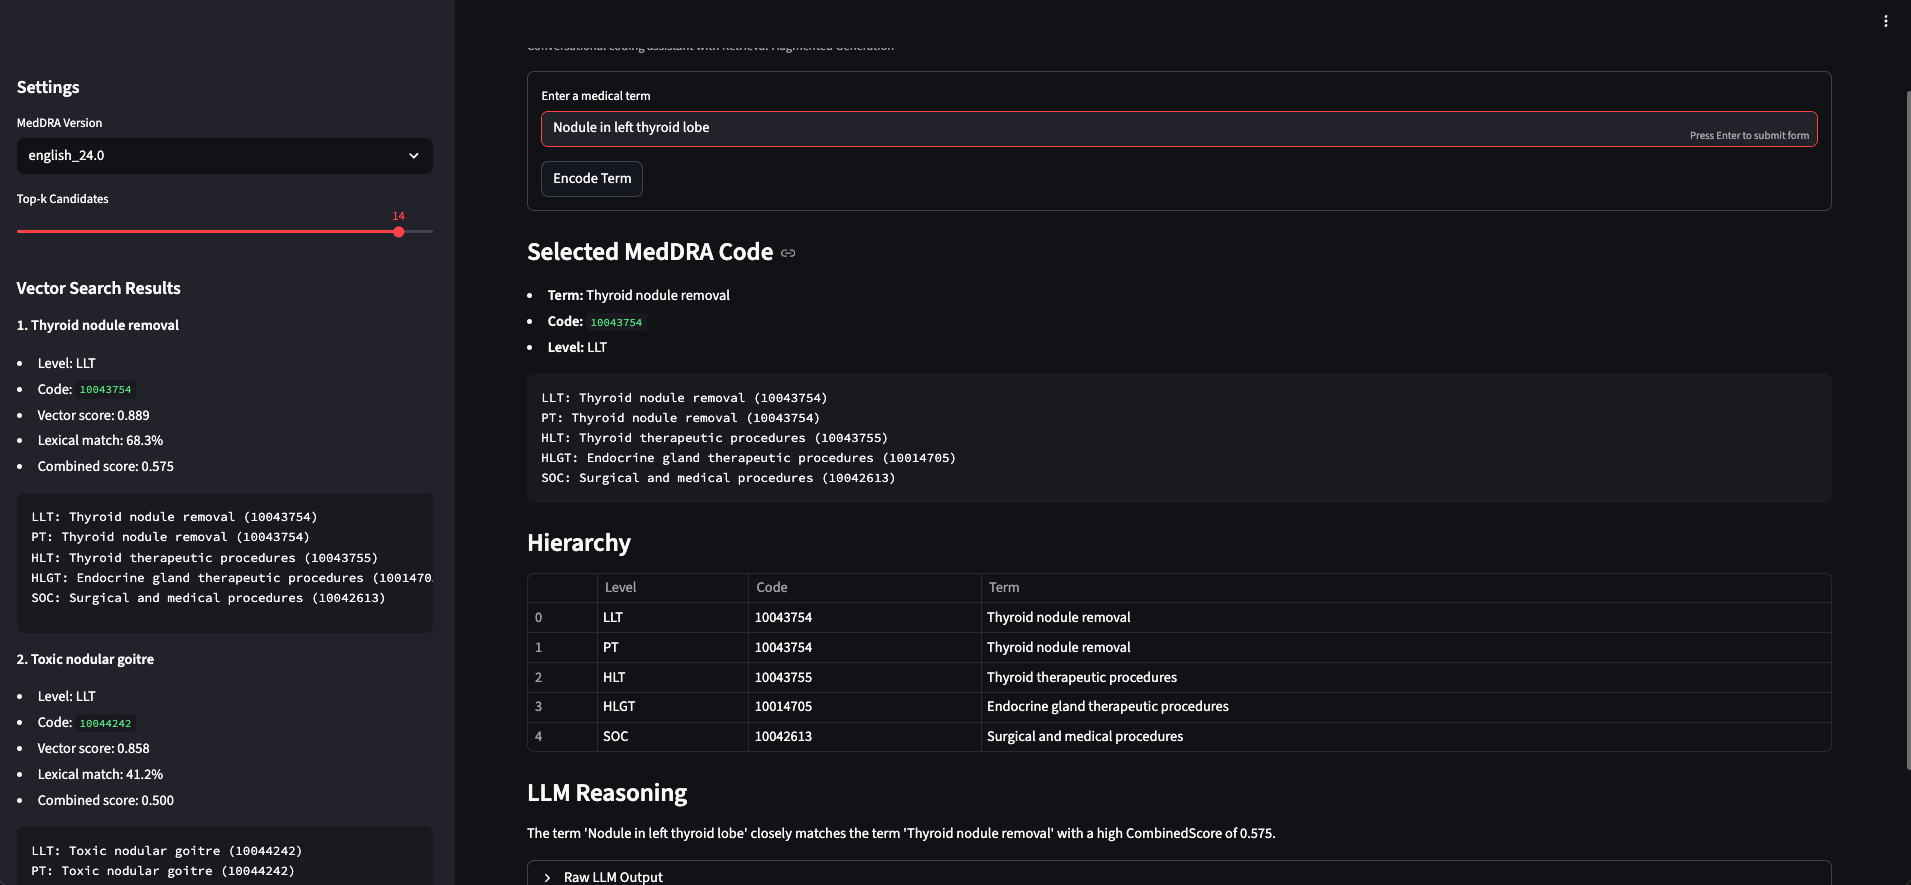 Settings
MedDRA Version
english_24.0
Top-k Candidates
14
Vector Search Results
1. Thyroid nodule removal
Level: LLT
Code: 10043754
Vector score: 0.889
Lexical match: 68.3%
Combined score: 0.575
LLT: Thyroid nodule removal (10043754)
PT: Thyroid nodule removal (10043754)
HLT: Thyroid therapeutic procedures (10043755)
HLGT: Endocrine gland therapeutic procedures (1001470
SOC: Surgical and medical procedures (10042613)
2. Toxic nodular goitre
Level: LLT
Code: 10044242
Vector score: 0.858
Lexical match: 41.2%
Combined score: 0.500
LLT: Toxic nodular goitre (10044242)
PT: Toxic nodular goitre (10044242)
Conversational coding assistant with Retrieval-Augmented Generation
Enter a medical term
Nodule in left thyroid lobe
Press Enter to submit form
Encode Term
Selected MedDRA Code
Term: Thyroid nodule removal
Code: 10043754
Level: LLT
LLT: Thyroid nodule removal (10043754)
PT: Thyroid nodule removal (10043754)
HLT: Thyroid therapeutic procedures (10043755)
HLGT: Endocrine gland therapeutic procedures (10014705)
SOC: Surgical and medical procedures (10042613)
Hierarchy
Level Code Term
0 LLT 10043754 Thyroid nodule removal
1 PT 10043754 Thyroid nodule removal
2 HLT 10043755 Thyroid therapeutic procedures
3 HLGT 10014705 Endocrine gland therapeutic procedures
4 SOC 10042613 Surgical and medical procedures
LLM Reasoning
The term 'Nodule in left thyroid lobe' closely matches the term 'Thyroid nodule removal' with a high CombinedScore of 0.575.
Raw LLM Output